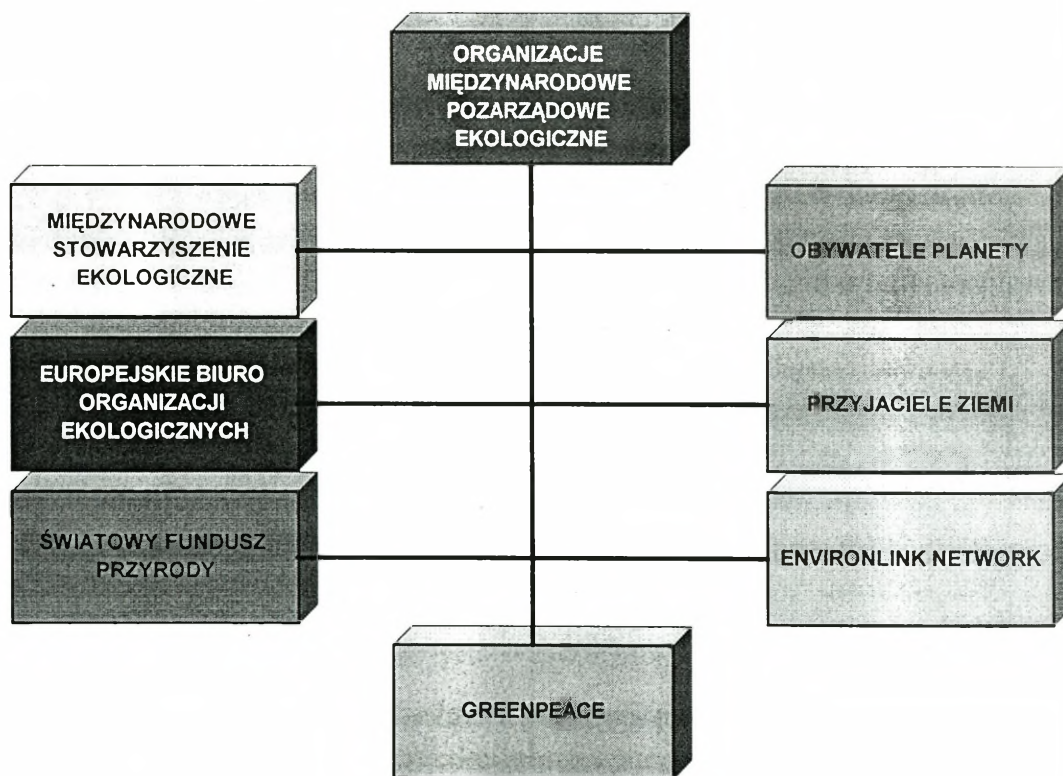 ORGANIZACJE
MIĘDZYNARODOWE
POZARZĄDOWE
EKOLOGICZNE
MIĘDZYNARODOWE
STOWARZYSZENIE
EKOLOGICZNE
OBYWATELE PLANETY
EUROPEJSKIE BIURO
ORGANIZACJI
EKOLOGICZNYCH
PRZYJACIELE ZIEMI
ŚWIATOWY FUNDUSZ
PRZYRODY
ENVIRONLINK NETWORK
GREENPEACE